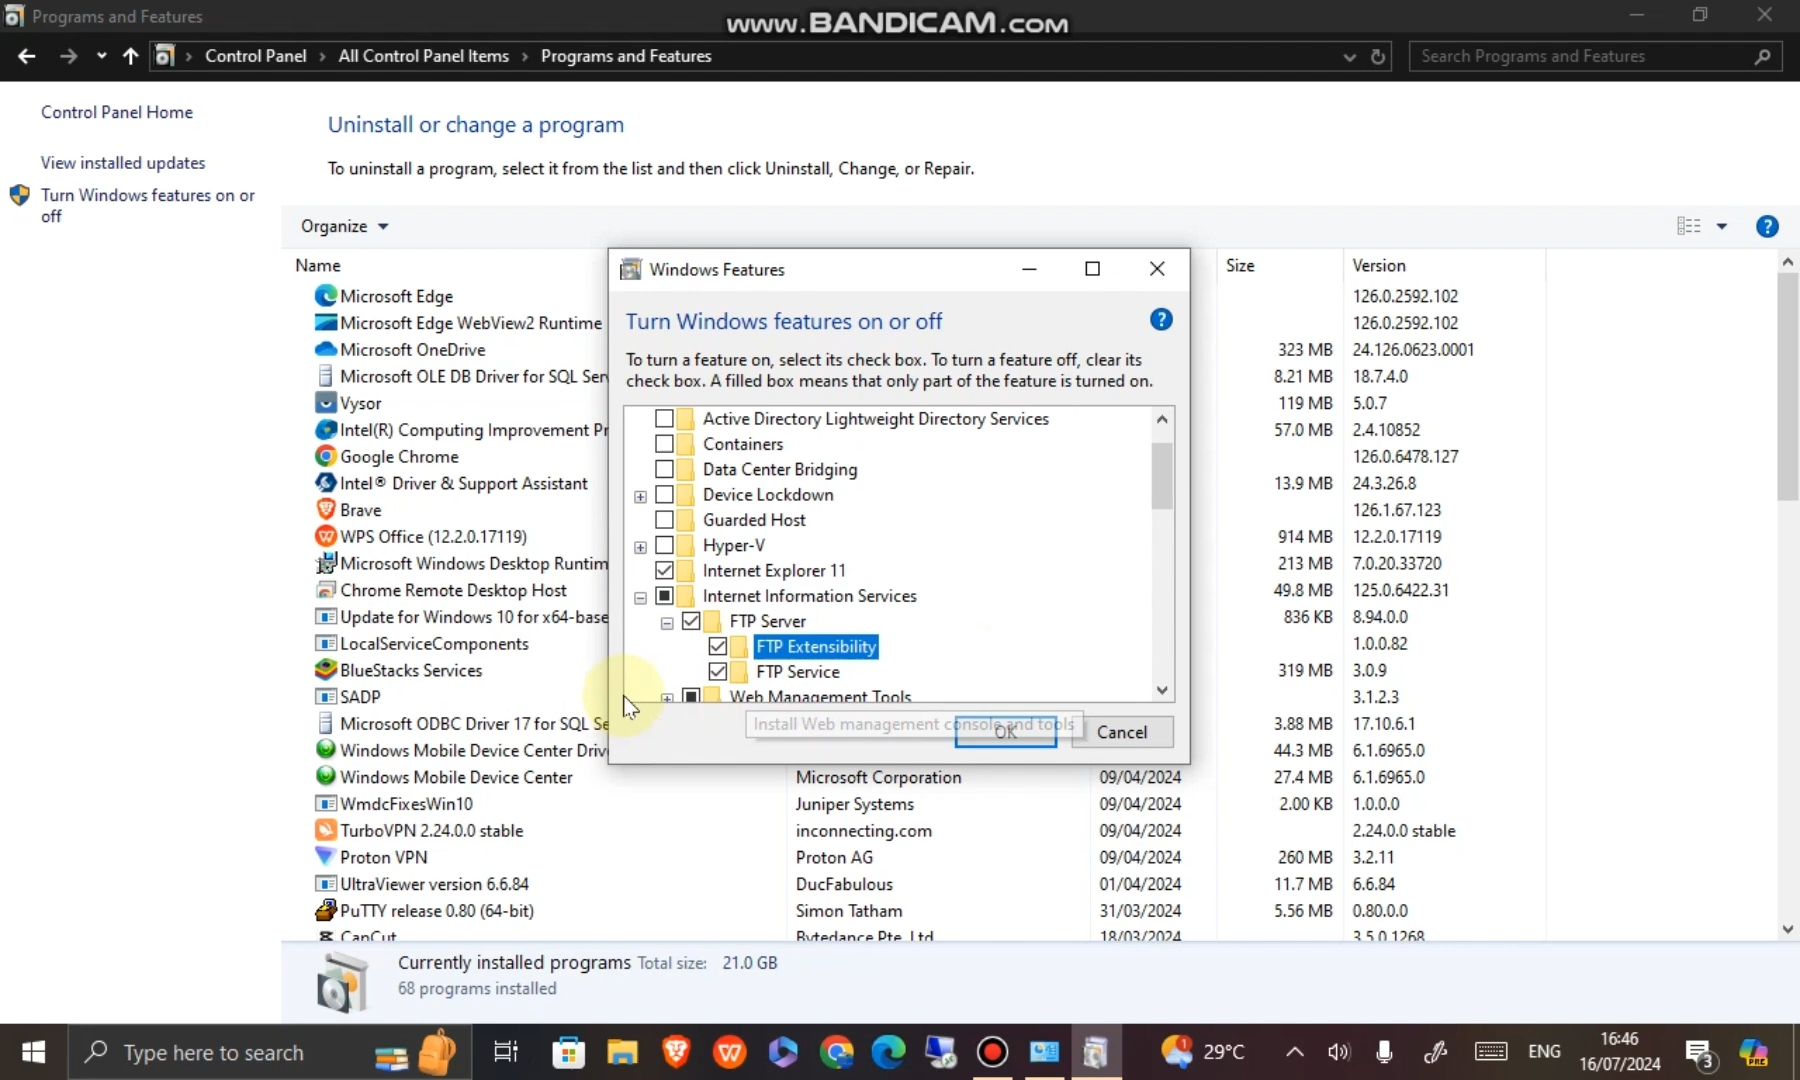 Programs and Features
www.BANDICAM.com
Control Panel > All Control Panel Items > Programs and Features
Search Programs and Features
Control Panel Home
View installed updates
Turn Windows features on or
off
Uninstall or change a program
To uninstall a program, select it from the list and then click Uninstall, Change, or Repair.
Organize
Name Size Version
Microsoft Edge 126.0.2592.102
Microsoft Edge WebView2 Runtime 126.0.2592.102
Microsoft OneDrive 323 MB 24.126.0623.0001
Microsoft OLE DB Driver for SQL Ser 8.21 MB 18.7.4.0
Vysor 119 MB 5.0.7
Intel(R) Computing Improvement Pr 57.0 MB 2.4.10852
Google Chrome 126.0.6478.127
Intel® Driver & Support Assistant 13.9 MB 24.3.26.8
Brave 126.1.67.123
WPS Office (12.2.0.17119) 914 MB 12.2.0.17119
Microsoft Windows Desktop Runtim 213 MB 7.0.20.33720
Chrome Remote Desktop Host 49.8 MB 125.0.6422.31
Update for Windows 10 for x64-base 836 KB 8.94.0.0
LocalServiceComponents 1.0.0.82
BlueStacks Services 319 MB 3.0.9
SADP 3.1.2.3
Microsoft ODBC Driver 17 for SQL Se 3.88 MB 17.10.6.1
Windows Mobile Device Center Driv 44.3 MB 6.1.6965.0
Windows Mobile Device Center Microsoft Corporation 09/04/2024 27.4 MB 6.1.6965.0
WmdcFixesWin10 Juniper Systems 09/04/2024 2.00 KB 1.0.0.0
TurboVPN 2.24.0.0 stable inconnecting.com 09/04/2024 2.24.0.0 stable
Proton VPN Proton AG 09/04/2024 260 MB 3.2.11
UltraViewer version 6.6.84 DucFabulous 01/04/2024 11.7 MB 6.6.84
PuTTY release 0.80 (64-bit) Simon Tatham 31/03/2024 5.56 MB 0.80.0.0
CapCut Bytedance Pte. Ltd 18/03/2024 3.5.0.1268
Windows Features
Turn Windows features on or off
To turn a feature on, select its check box. To turn a feature off, clear its
check box. A filled box means that only part of the feature is turned on.
Active Directory Lightweight Directory Services
Containers
Data Center Bridging
Device Lockdown
Guarded Host
Hyper-V
Internet Explorer 11
Internet Information Services
FTP Server
FTP Extensibility
FTP Service
Web Management Tools
Install Web management console and tools
OK Cancel
Currently installed programs Total size: 21.0 GB
68 programs installed
Type here to search
1
29°C
ENG
16:46
16/07/2024
3
PRE